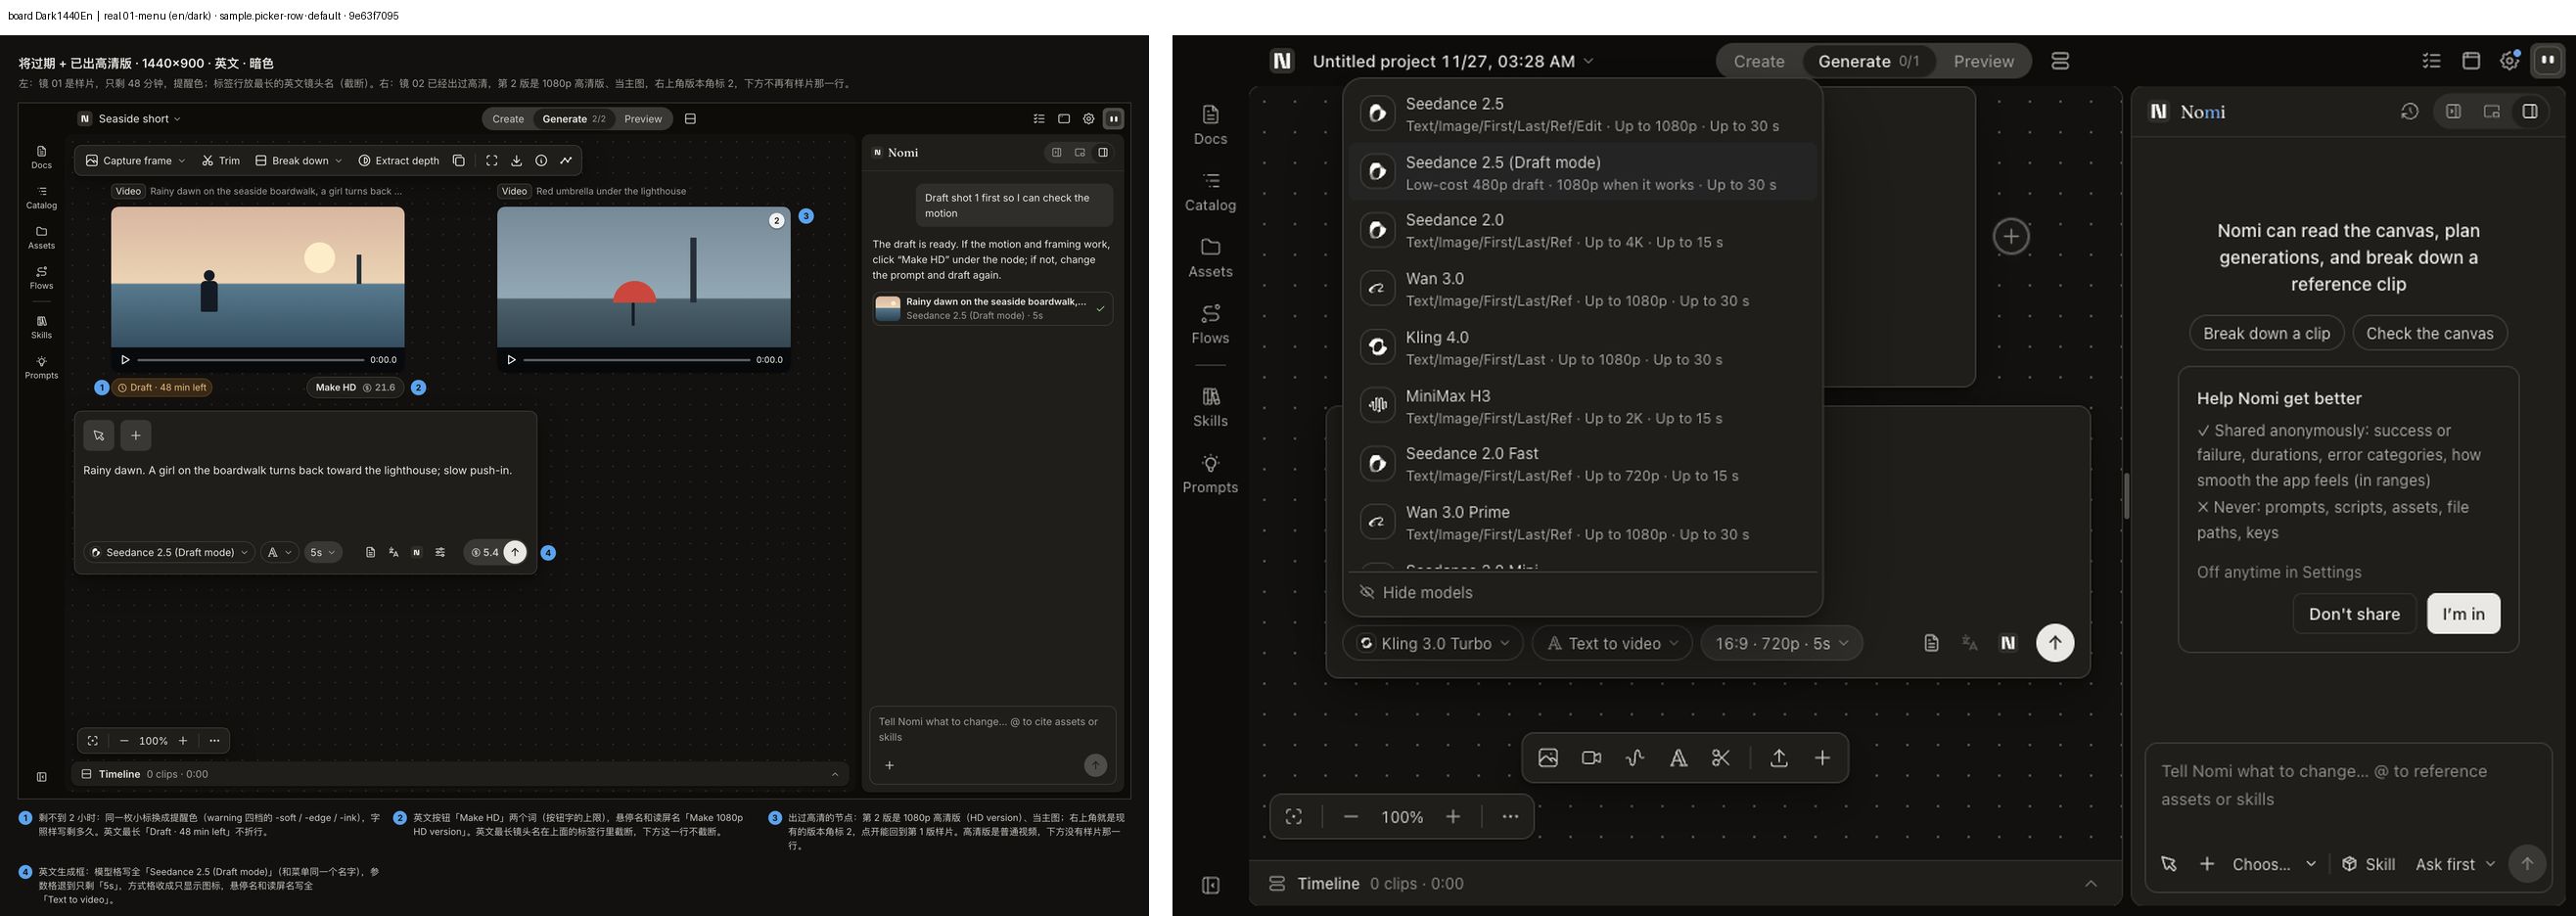 board Dark1440En | real 01-menu (en/dark) · sample.picker-row-default · 9e63f7095
将过期 + 已出高清版 · 1440×900 · 英文 · 暗色
左：镜 01 是样片，只剩 48 分钟，提醒色；标签行放最长的英文镜头名（截断）。右：镜 02 已经出过高清，第 2 版是 1080p 高清版、当主图，右上角版本角标 2，下方不再有样片那一行。
Seaside short
Create
Generate 2/2
Preview
Docs
Catalog
Assets
Flows
Skills
Prompts
Capture frame
Trim
Break down
Extract depth
Video Rainy dawn on the seaside boardwalk, a girl turns back ...
Video Red umbrella under the lighthouse
2
3
0:00.0
0:00.0
1
Draft · 48 min left
Make HD 21.6
2
Rainy dawn. A girl on the boardwalk turns back toward the lighthouse; slow push-in.
Seedance 2.5 (Draft mode)
5s
5.4
4
100%
Timeline 0 clips · 0:00
Nomi
Draft shot 1 first so I can check the
motion
The draft is ready. If the motion and framing work,
click “Make HD” under the node; if not, change
the prompt and draft again.
Rainy dawn on the seaside boardwalk,...
Seedance 2.5 (Draft mode) · 5s
Tell Nomi what to change... @ to cite assets or
skills
1 剩不到 2 小时：同一枚小标换成提醒色（warning 四档的 -soft / -edge / -ink），字
照样写剩多久。英文最长「Draft · 48 min left」不折行。
2 英文按钮「Make HD」两个词（按钮字的上限），悬停名和读屏名「Make 1080p
HD version」。英文最长镜头名在上面的标签行里截断，下方这一行不截断。
3 出过高清的节点：第 2 版是 1080p 高清版（HD version）、当主图；右上角就是现
有的版本角标 2，点开能回到第 1 版样片。高清版是普通视频，下方没有样片那一
行。
4 英文生成框：模型格写全「Seedance 2.5 (Draft mode)」（和菜单同一个名字），参
数格退到只剩「5s」，方式格收成只显示图标，悬停名和读屏名写全
「Text to video」。
Untitled project 11/27, 03:28 AM
Create
Generate 0/1
Preview
Docs
Catalog
Assets
Flows
Skills
Prompts
Seedance 2.5
Text/Image/First/Last/Ref/Edit · Up to 1080p · Up to 30 s
Seedance 2.5 (Draft mode)
Low-cost 480p draft · 1080p when it works · Up to 30 s
Seedance 2.0
Text/Image/First/Last/Ref · Up to 4K · Up to 15 s
Wan 3.0
Text/Image/First/Last/Ref · Up to 1080p · Up to 30 s
Kling 4.0
Text/Image/First/Last · Up to 1080p · Up to 30 s
MiniMax H3
Text/Image/First/Last/Ref · Up to 2K · Up to 15 s
Seedance 2.0 Fast
Text/Image/First/Last/Ref · Up to 720p · Up to 15 s
Wan 3.0 Prime
Text/Image/First/Last/Ref · Up to 1080p · Up to 30 s
Seedance 2.0 Mini
Hide models
Kling 3.0 Turbo
Text to video
16:9 · 720p · 5s
100%
Timeline 0 clips · 0:00
Nomi
Nomi can read the canvas, plan
generations, and break down a
reference clip
Break down a clip
Check the canvas
Help Nomi get better
✓ Shared anonymously: success or
failure, durations, error categories, how
smooth the app feels (in ranges)
✕ Never: prompts, scripts, assets, file
paths, keys
Off anytime in Settings
Don't share
I'm in
Tell Nomi what to change... @ to reference
assets or skills
Choos...
Skill
Ask first